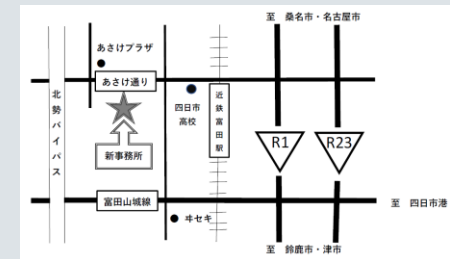 至 桑名市・名古屋市
あさけプラザ
あさけ通り
北勢バイパス
四日市
高校
近鉄富田駅
新事務所
R1
R23
富田山城線
至 四日市港
ヰセキ
至 鈴鹿市・津市